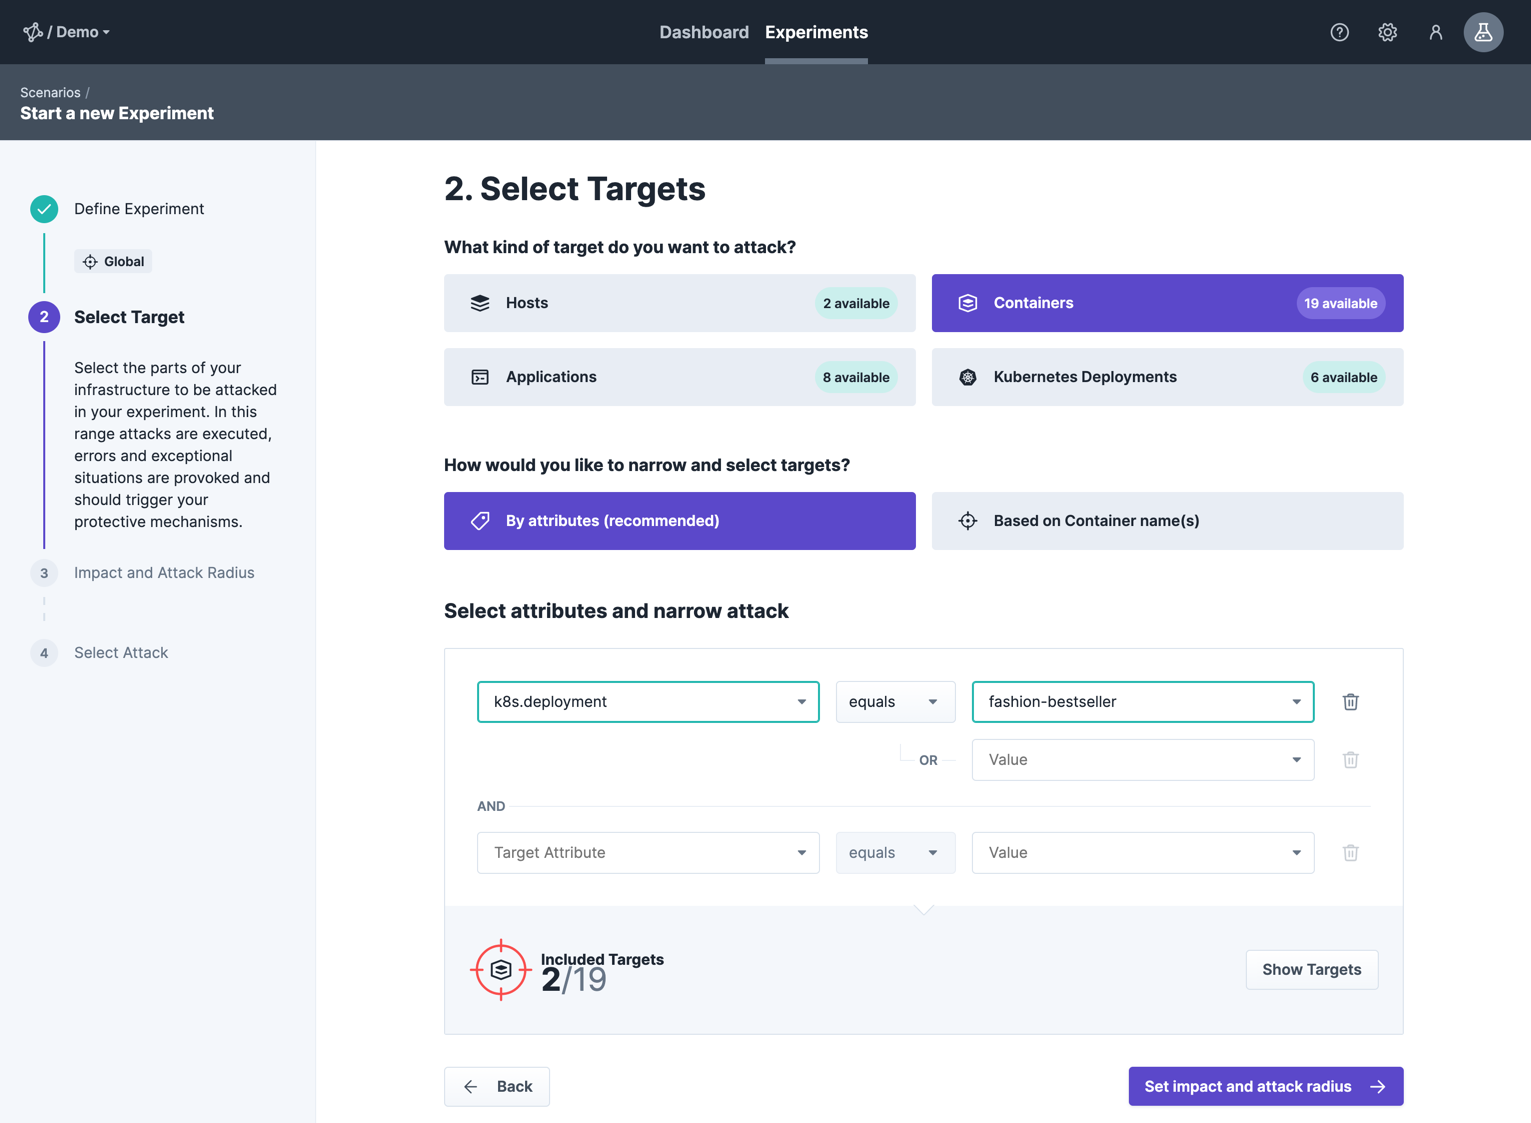 / Demo
Dashboard
Experiments
Scenarios /
Start a new Experiment
Define Experiment
Global
2
Select Target
Select the parts of your
infrastructure to be attacked
in your experiment. In this
range attacks are executed,
errors and exceptional
situations are provoked and
should trigger your
protective mechanisms.
3
Impact and Attack Radius
4
Select Attack
2. Select Targets
What kind of target do you want to attack?
Hosts
2 available
Containers
19 available
Applications
8 available
Kubernetes Deployments
6 available
How would you like to narrow and select targets?
By attributes (recommended)
Based on Container name(s)
Select attributes and narrow attack
k8s.deployment
equals
fashion-bestseller
OR
Value
AND
Target Attribute
equals
Value
Included Targets
2/19
Show Targets
Back
Set impact and attack radius